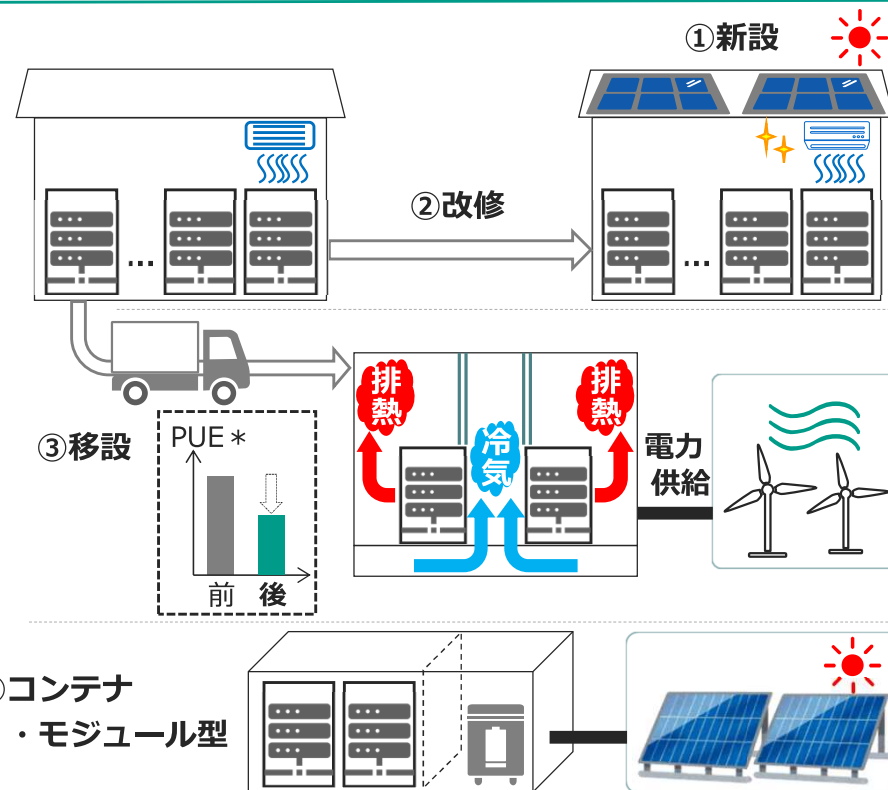 ①新設
②改修
...
...
③移設
PUE＊
前
後
排
熱
冷
気
排
熱
電力
供給
コンテナ
・モジュール型